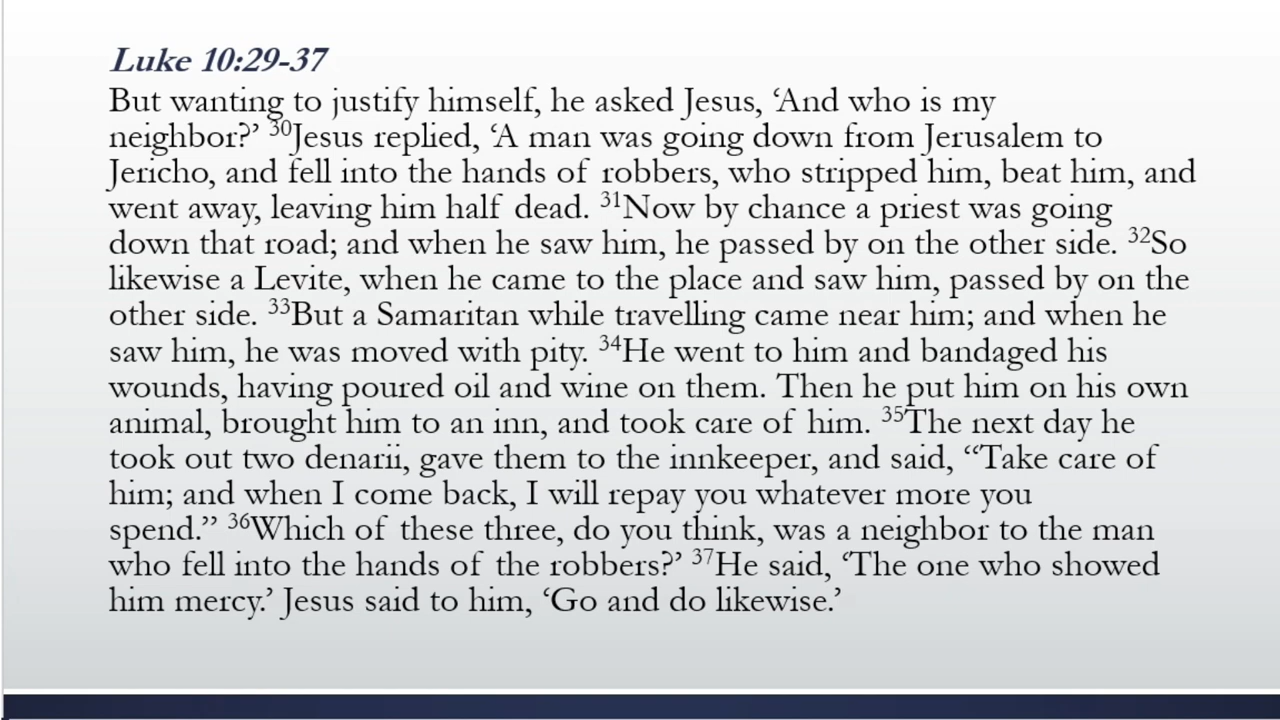 Luke 10:29-37
But wanting to justify himself, he asked Jesus, ‘And who is my
neighbor?’ 30Jesus replied, ‘A man was going down from Jerusalem to
Jericho, and fell into the hands of robbers, who stripped him, beat him, and
went away, leaving him half dead. 31Now by chance a priest was going
down that road; and when he saw him, he passed by on the other side. 32So
likewise a Levite, when he came to the place and saw him, passed by on the
other side. 33But a Samaritan while travelling came near him; and when he
saw him, he was moved with pity. 34He went to him and bandaged his
wounds, having poured oil and wine on them. Then he put him on his own
animal, brought him to an inn, and took care of him. 35The next day he
took out two denarii, gave them to the innkeeper, and said, “Take care of
him; and when I come back, I will repay you whatever more you
spend.” 36Which of these three, do you think, was a neighbor to the man
who fell into the hands of the robbers?’ 37He said, ‘The one who showed
him mercy.’ Jesus said to him, ‘Go and do likewise.’